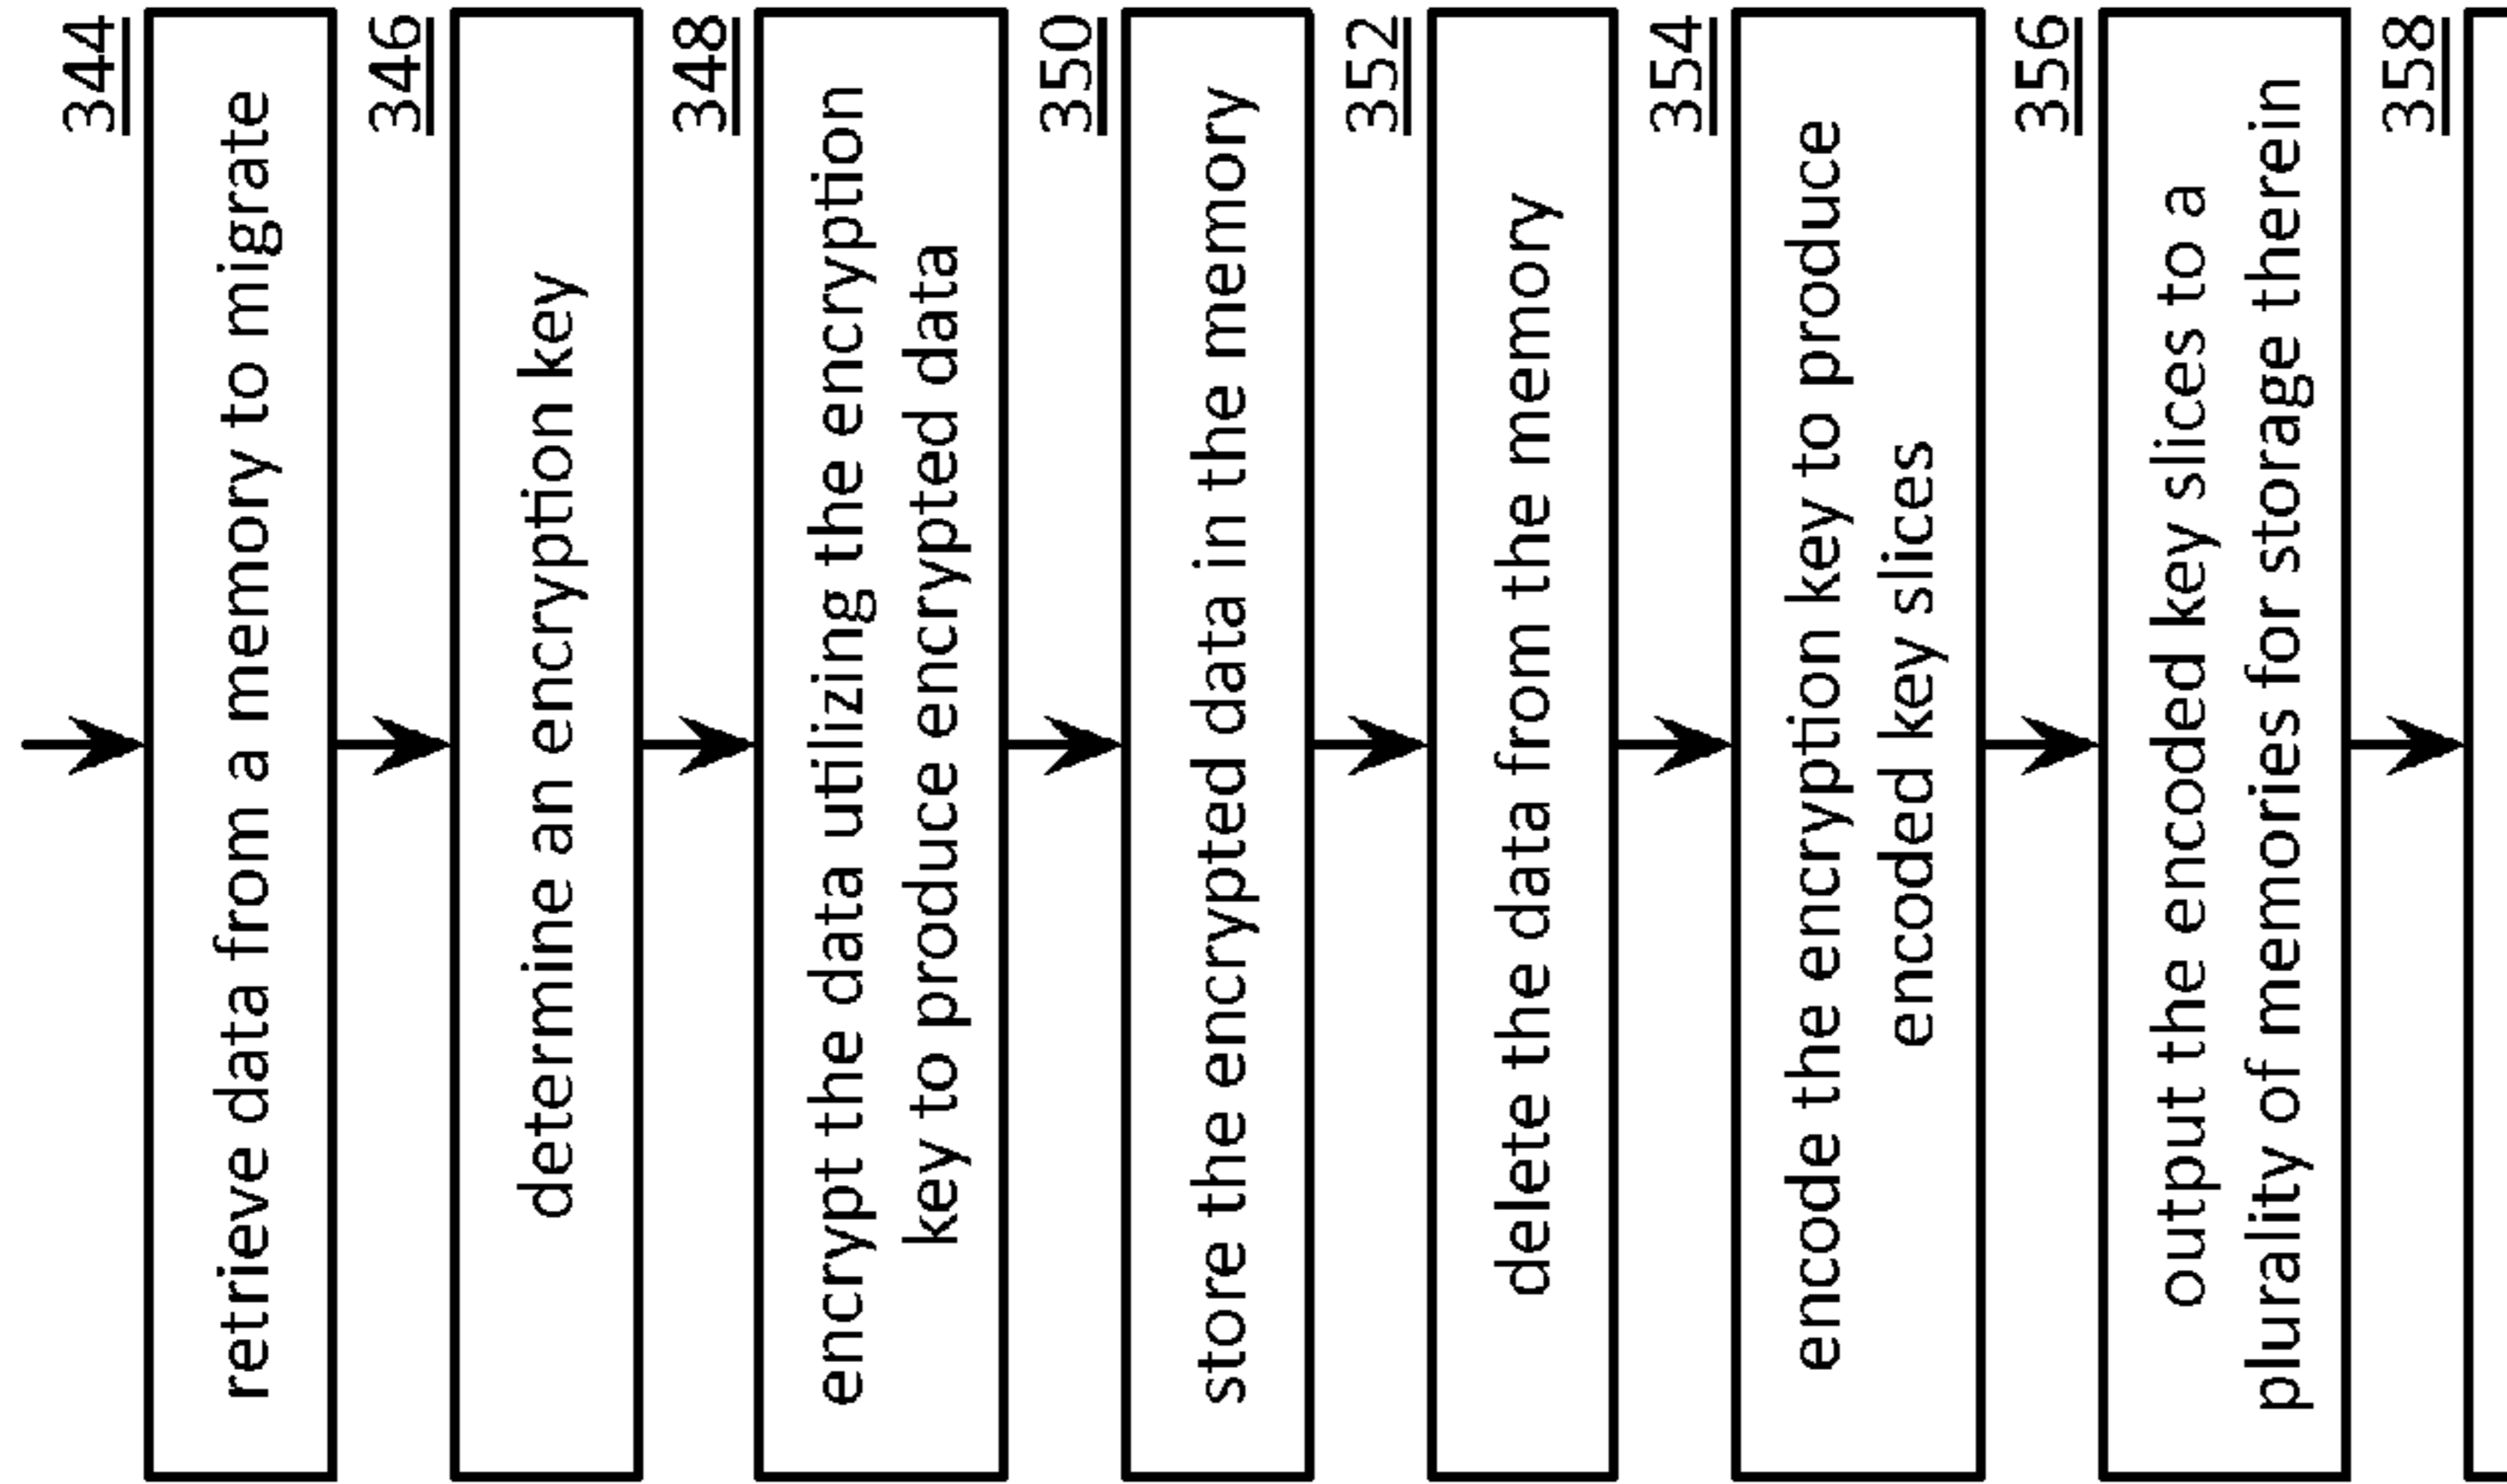 344
retrieve data from a memory to migrate
346
determine an encryption key
348
encrypt the data utilizing the encryption
key to produce encrypted data
350
store the encrypted data in the memory
352
delete the data from the memory
354
encode the encryption key to produce
encoded key slices
356
output the encoded key slices to a
plurality of memories for storage therein
358